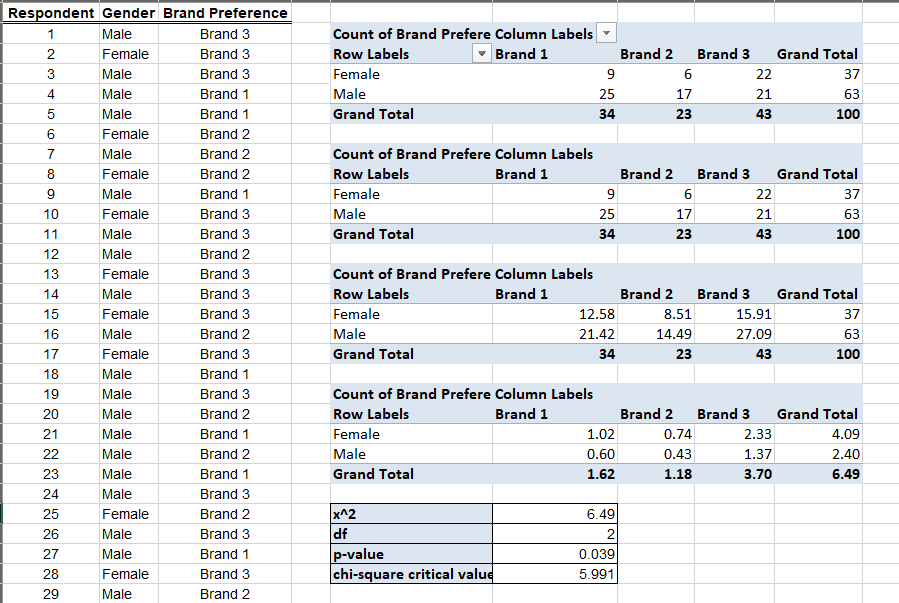 Respondent Gender Brand Preference
1 Male Brand 3 Count of Brand Prefere Column Labels
2 Female Brand 3 Row Labels Brand 1 Brand 2 Brand 3 Grand Total
3 Male Brand 3 Female 9 6 22 37
4 Male Brand 1 Male 25 17 21 63
5 Male Brand 1 Grand Total 34 23 43 100
6 Female Brand 2
7 Male Brand 2 Count of Brand Prefere Column Labels
8 Female Brand 2 Row Labels Brand 1 Brand 2 Brand 3 Grand Total
9 Male Brand 1 Female 9 6 22 37
10 Female Brand 3 Male 25 17 21 63
11 Male Brand 3 Grand Total 34 23 43 100
12 Male Brand 2
13 Female Brand 3 Count of Brand Prefere Column Labels
14 Male Brand 3 Row Labels Brand 1 Brand 2 Brand 3 Grand Total
15 Female Brand 3 Female 12.58 8.51 15.91 37
16 Male Brand 2 Male 21.42 14.49 27.09 63
17 Female Brand 3 Grand Total 34 23 43 100
18 Male Brand 1
19 Male Brand 3 Count of Brand Prefere Column Labels
20 Male Brand 2 Row Labels Brand 1 Brand 2 Brand 3 Grand Total
21 Male Brand 1 Female 1.02 0.74 2.33 4.09
22 Male Brand 2 Male 0.60 0.43 1.37 2.40
23 Male Brand 1 Grand Total 1.62 1.18 3.70 6.49
24 Male Brand 3
25 Female Brand 2 x^2 6.49
26 Male Brand 3 df 2
27 Male Brand 1 p-value 0.039
28 Female Brand 3 chi-square critical value 5.991
29 Male Brand 2